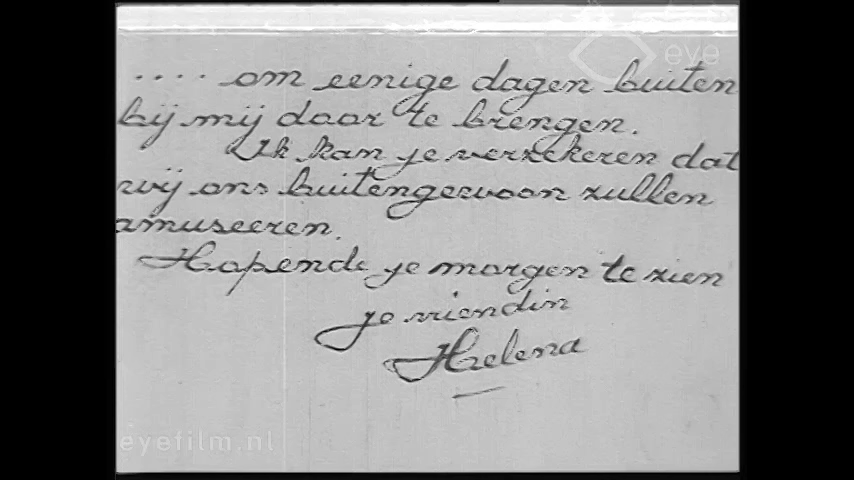 eye
.... om eenige dagen buiten
bij mij door te brengen.
Ik kan je verzekeren dat
wij ons buitengewoon zullen
amuseeren.
Hopende je morgen te zien
je vriendin
Helena
eyefilm.nl